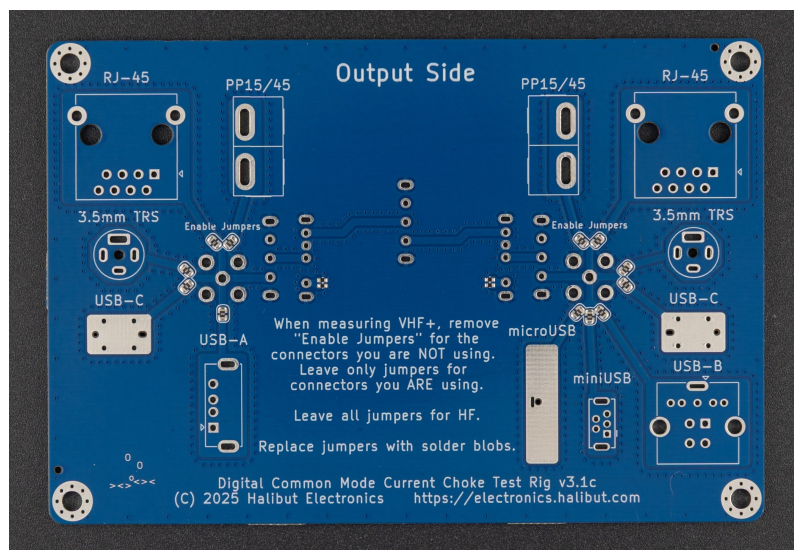 Output Side
RJ-45
PP15/45
PP15/45
RJ-45
3.5mm TRS
Enable Jumpers
Enable Jumpers
3.5mm TRS
USB-C
USB-C
USB-A
When measuring VHF+, remove
"Enable Jumpers" for the
connectors you are NOT using.
Leave only jumpers for
connectors you ARE using.
Leave all jumpers for HF.
Replace jumpers with solder blobs.
microUSB
miniUSB
USB-B
o
o
><> o ><
Digital Common Mode Current Choke Test Rig v3.1c
(C) 2025 Halibut Electronics https://electronics.halibut.com